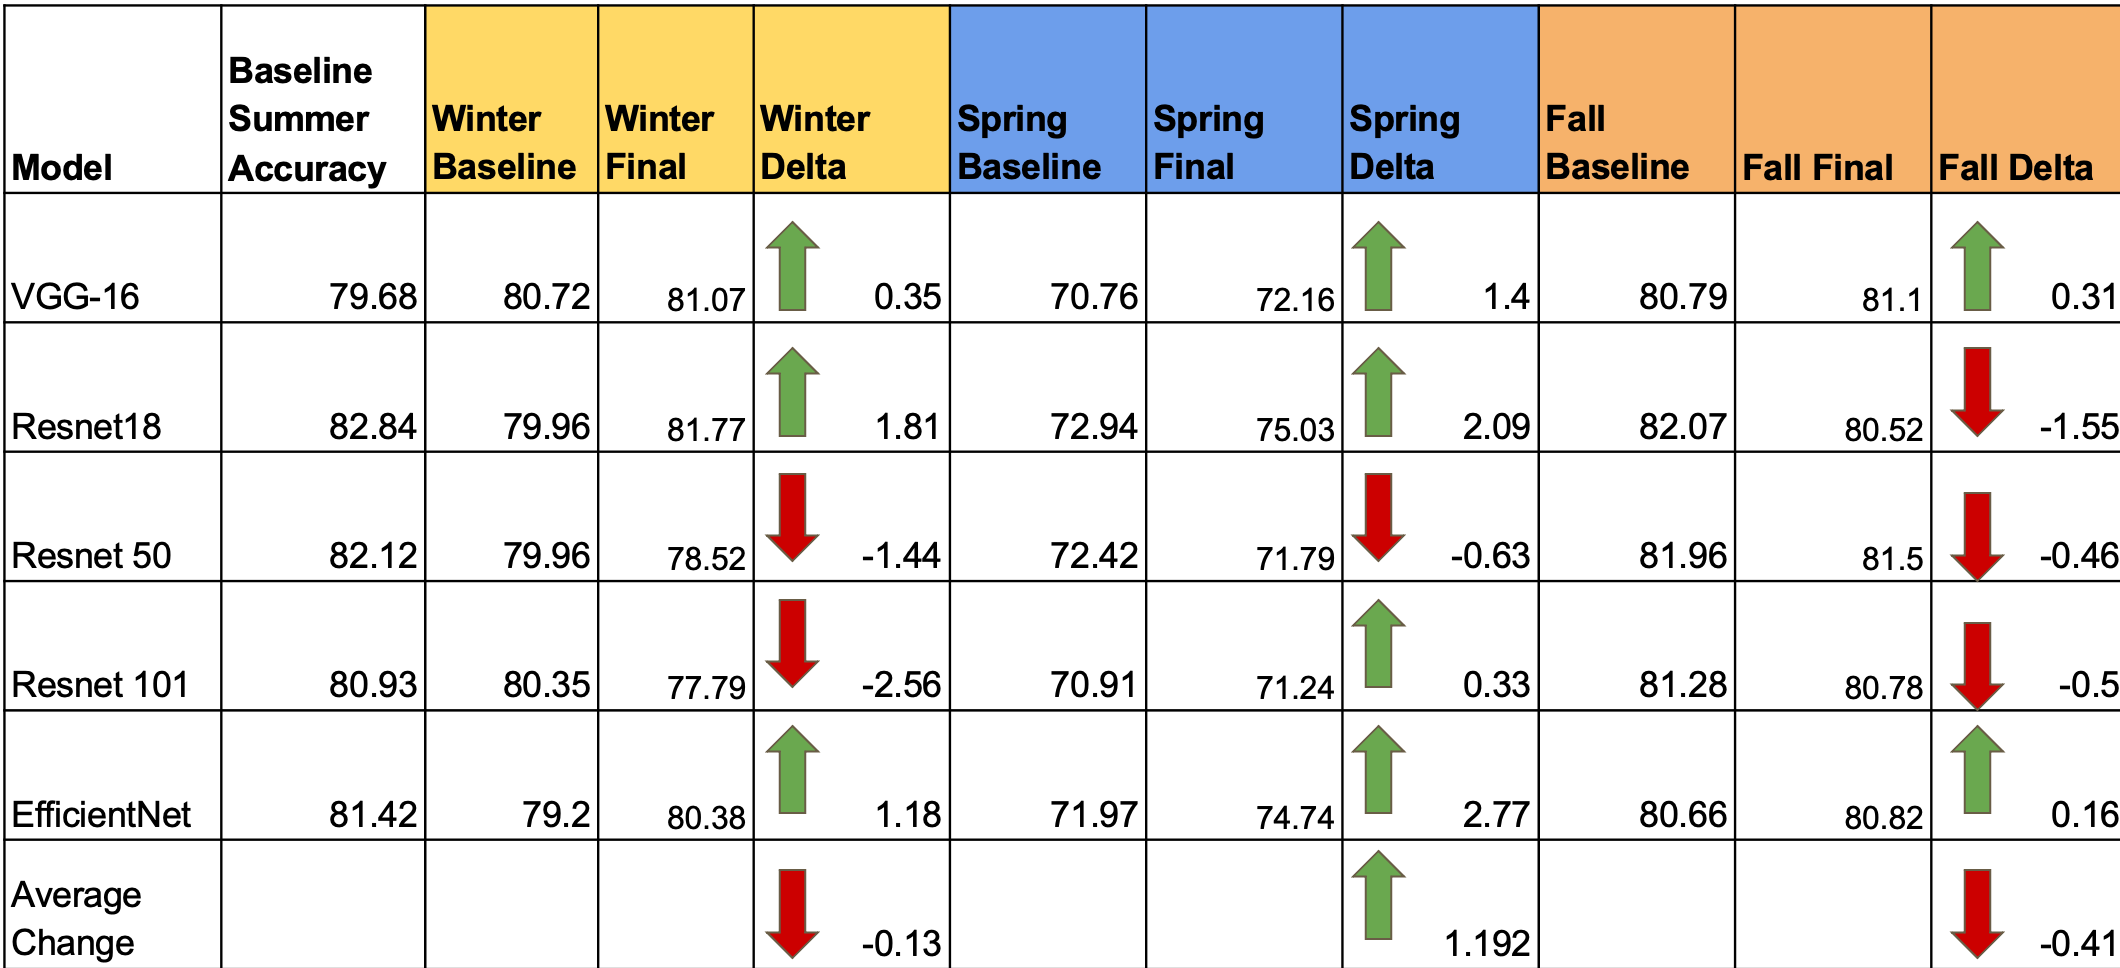 Model Baseline Summer Accuracy Winter Baseline Winter Final Winter Delta Spring Baseline Spring Final Spring Delta Fall Baseline Fall Final Fall Delta
VGG-16 79.68 80.72 81.07 0.35 70.76 72.16 1.4 80.79 81.1 0.31
Resnet18 82.84 79.96 81.77 1.81 72.94 75.03 2.09 82.07 80.52 -1.55
Resnet 50 82.12 79.96 78.52 -1.44 72.42 71.79 -0.63 81.96 81.5 -0.46
Resnet 101 80.93 80.35 77.79 -2.56 70.91 71.24 0.33 81.28 80.78 -0.5
EfficientNet 81.42 79.2 80.38 1.18 71.97 74.74 2.77 80.66 80.82 0.16
Average Change -0.13 1.192 -0.41